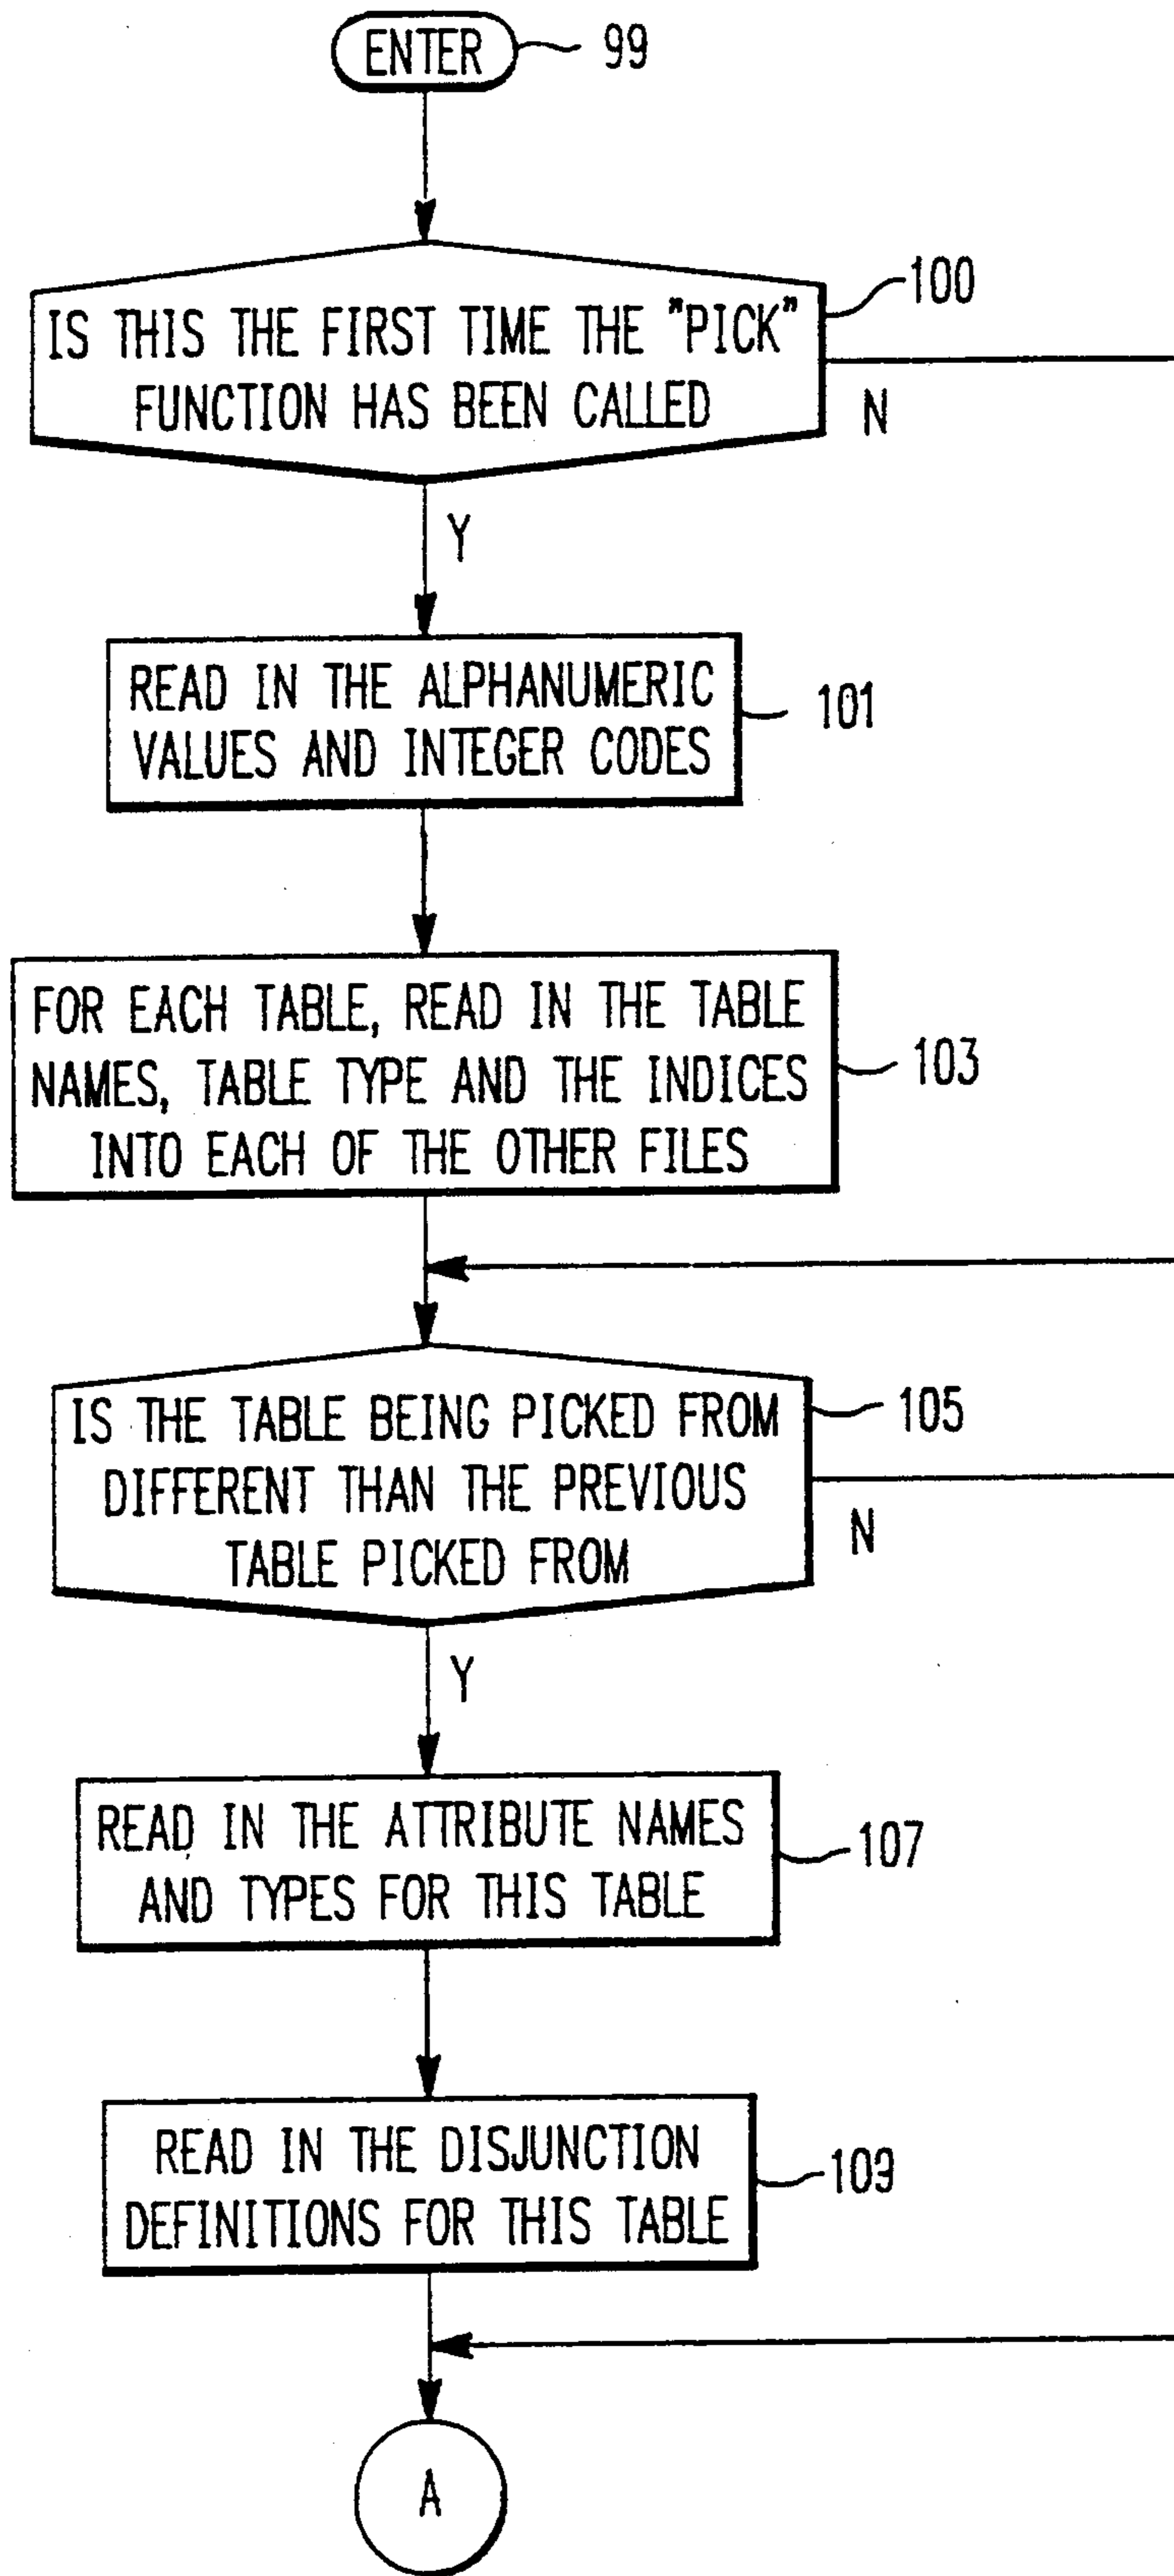 ENTER 99
100
IS THIS THE FIRST TIME THE "PICK"
FUNCTION HAS BEEN CALLED
N
Y
READ IN THE ALPHANUMERIC
VALUES AND INTEGER CODES
101
FOR EACH TABLE, READ IN THE TABLE
NAMES, TABLE TYPE AND THE INDICES
INTO EACH OF THE OTHER FILES
103
IS THE TABLE BEING PICKED FROM
DIFFERENT THAN THE PREVIOUS
TABLE PICKED FROM
105
N
Y
READ IN THE ATTRIBUTE NAMES
AND TYPES FOR THIS TABLE
107
READ IN THE DISJUNCTION
DEFINITIONS FOR THIS TABLE
109
A